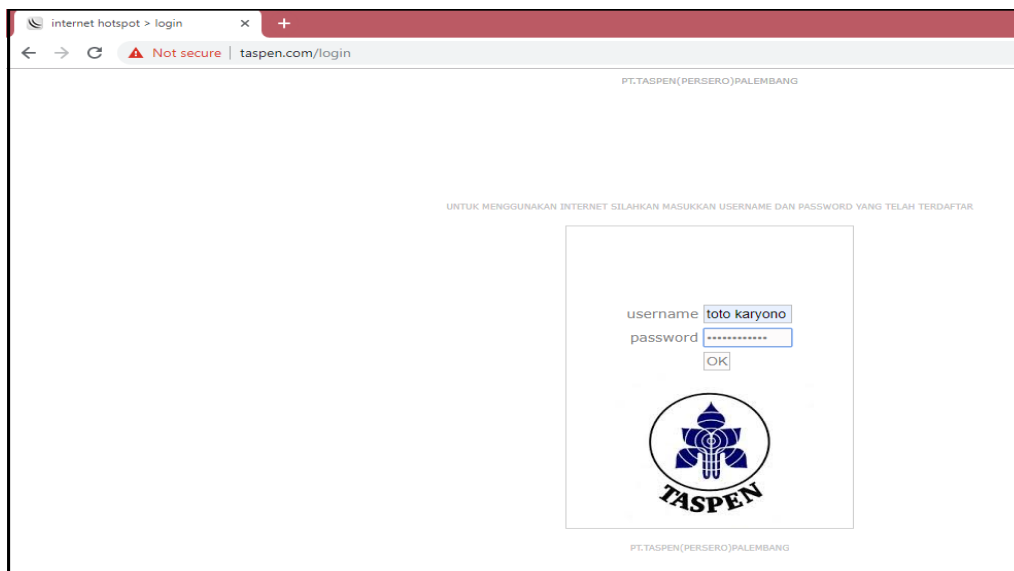 internet hotspot > login
Not secure | taspen.com/login
PT.TASPEN(PERSERO)PALEMBANG
UNTUK MENGGUNAKAN INTERNET SILAHKAN MASUKKAN USERNAME DAN PASSWORD YANG TELAH TERDAFTAR
username toto karyono
password ------------
OK
TASPEN
PT.TASPEN(PERSERO)PALEMBANG